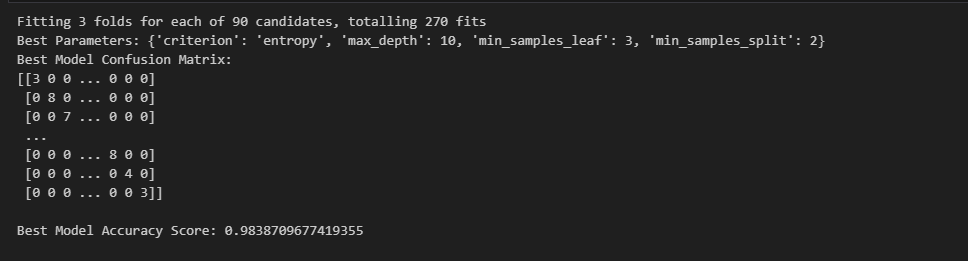 Fitting 3 folds for each of 90 candidates, totalling 270 fits
Best Parameters: {'criterion': 'entropy', 'max_depth': 10, 'min_samples_leaf': 3, 'min_samples_split': 2}
Best Model Confusion Matrix:
[[3 0 0 ... 0 0 0]
 [0 8 0 ... 0 0 0]
 [0 0 7 ... 0 0 0]
 ...
 [0 0 0 ... 8 0 0]
 [0 0 0 ... 0 4 0]
 [0 0 0 ... 0 0 3]]
Best Model Accuracy Score: 0.9838709677419355